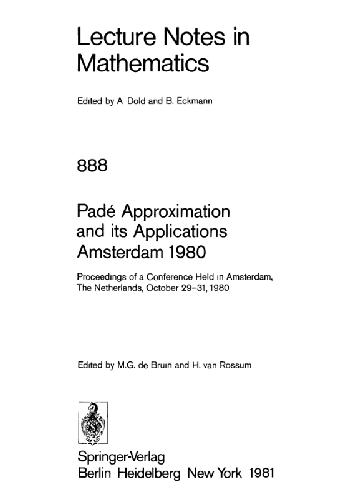 Lecture Notes in
Mathematics
Edited by A. Dold and B. Eckmann
888
Padé Approximation
and its Applications
Amsterdam 1980
Proceedings of a Conference Held in Amsterdam,
The Netherlands, October 29–31, 1980
Edited by M.G. de Bruin and H. van Rossum
Springer-Verlag
Berlin Heidelberg New York 1981